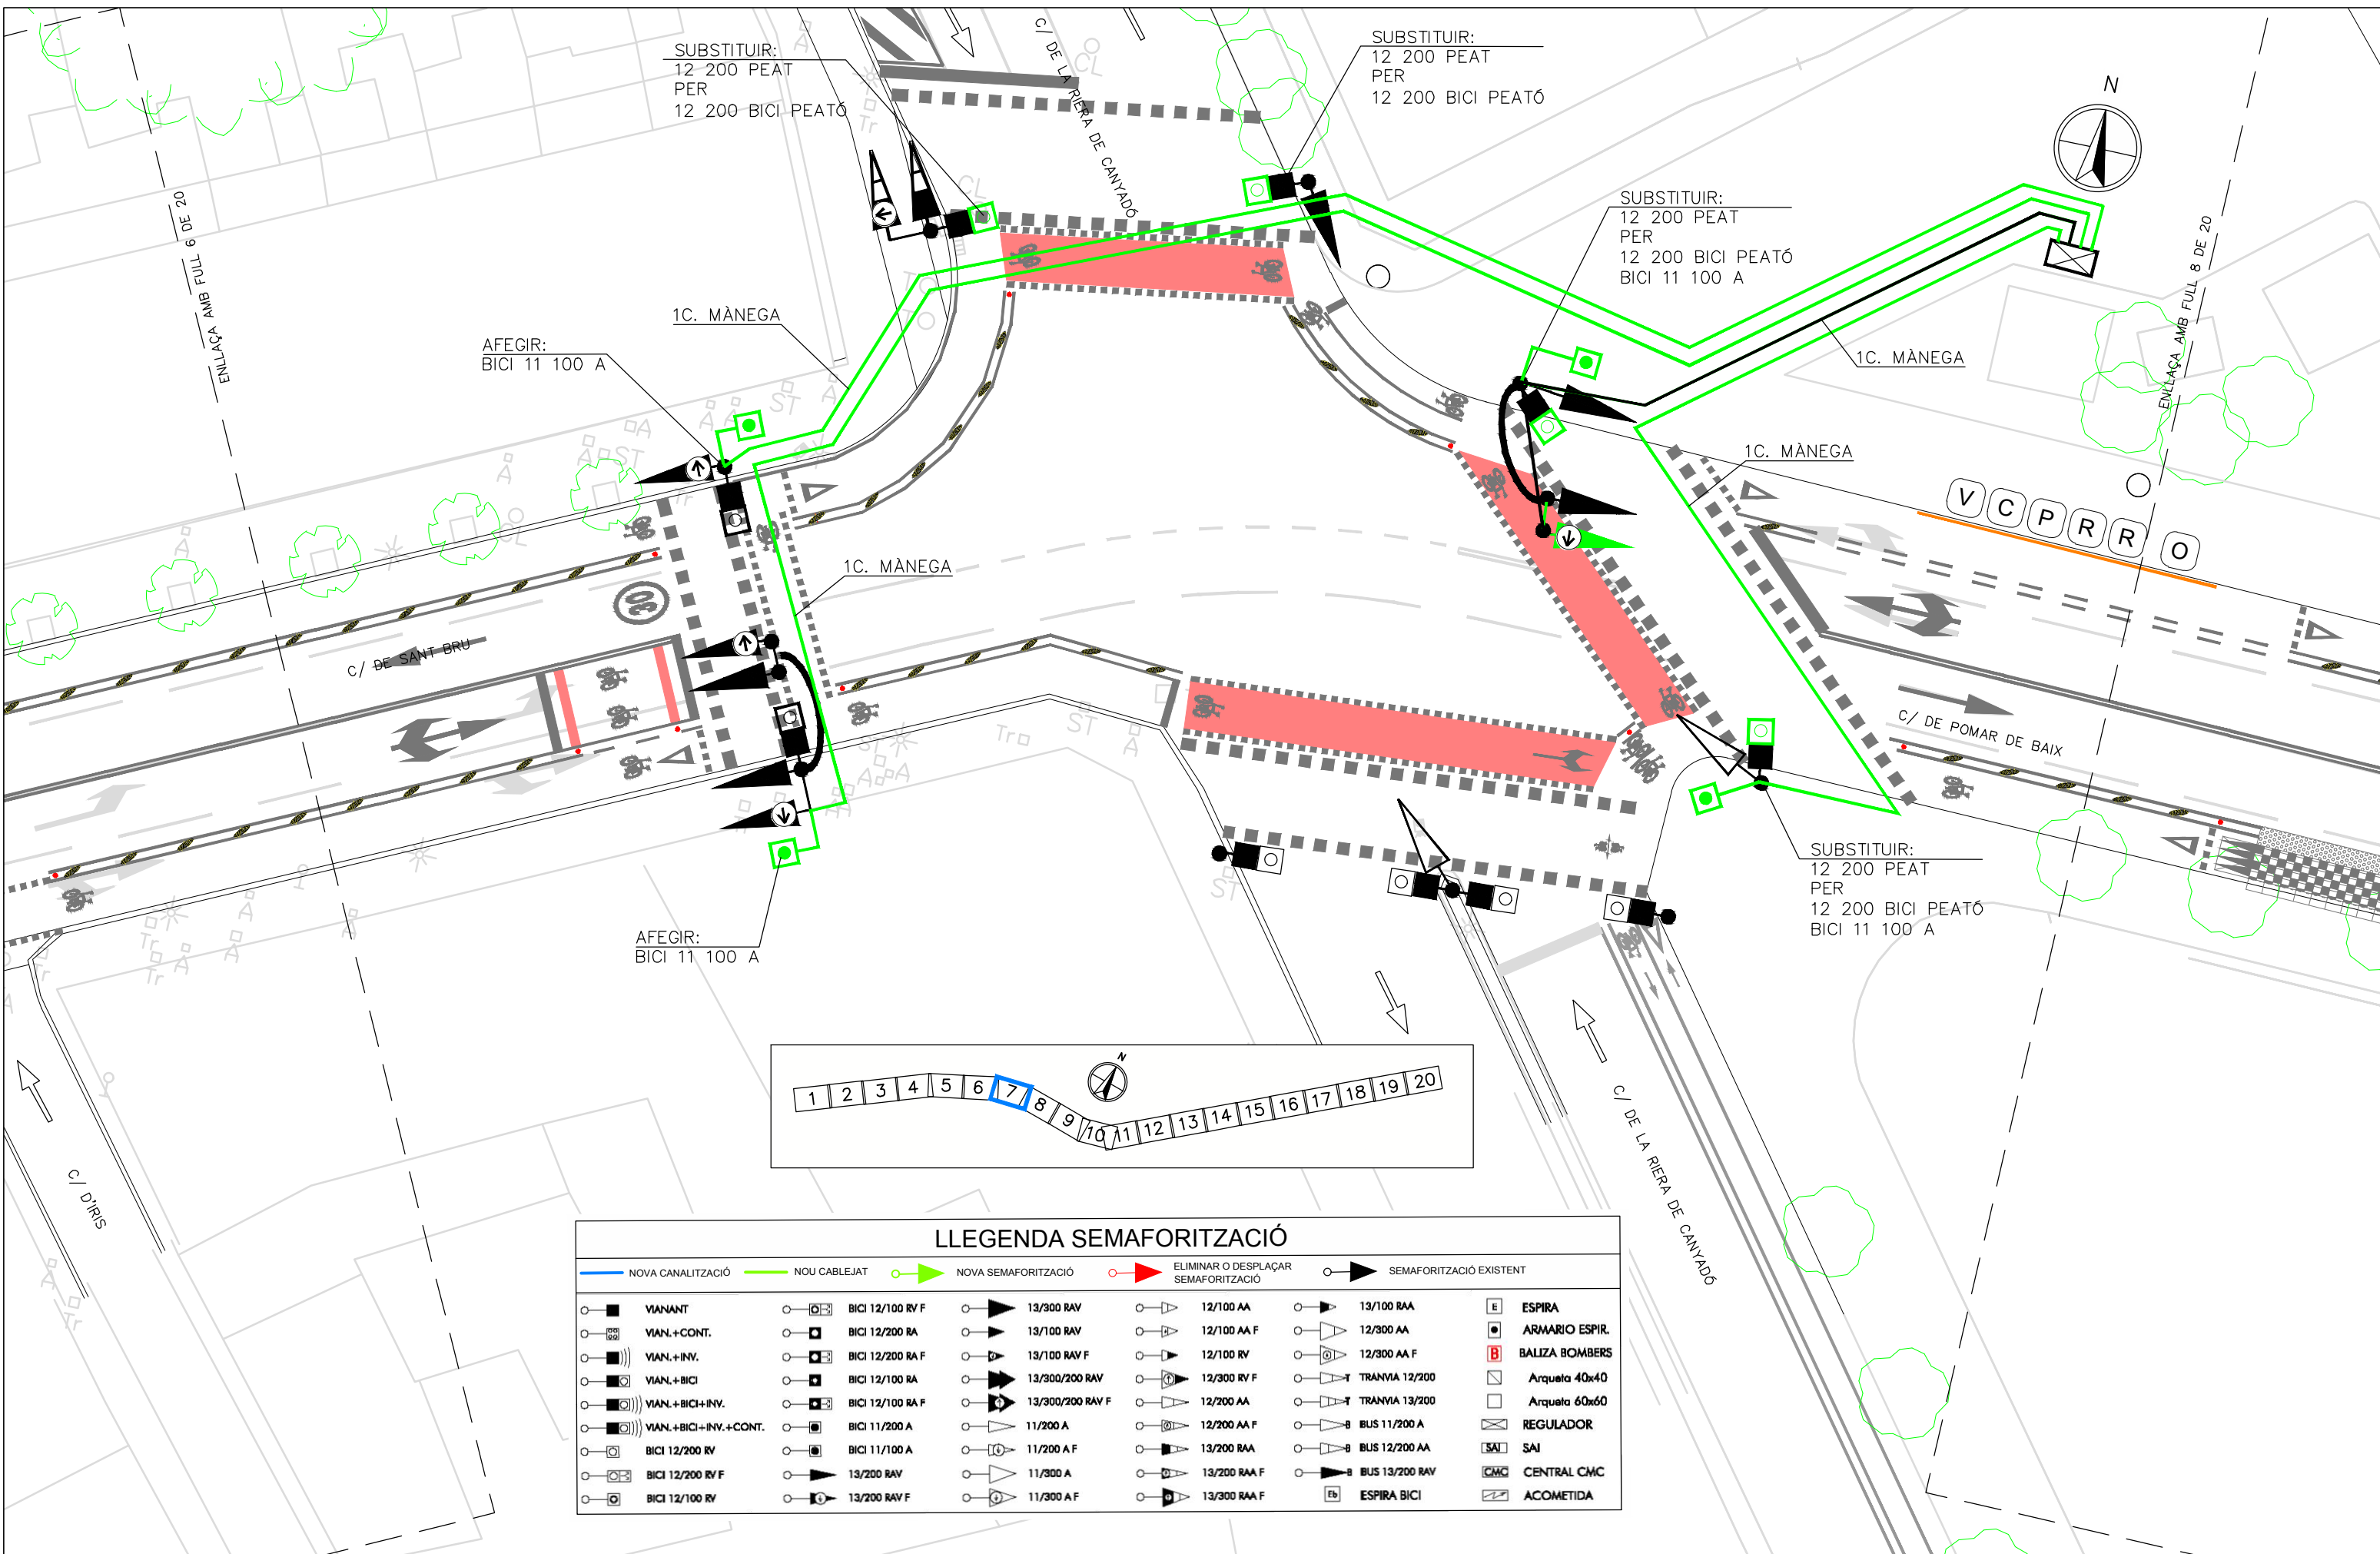 SUBSTITUIR:
12 200 PEAT
PER
12 200 BICI PEATÓ
C/ DE LA RIERA DE CANYADÓ
CL
CL
SUBSTITUIR:
12 200 PEAT
PER
12 200 BICI PEATÓ
N
SUBSTITUIR:
12 200 PEAT
PER
12 200 BICI PEATÓ
BICI 11 100 A
ENLLAÇA AMB FULL 6 DE 20
ENLLAÇA AMB FULL 8 DE 20
1C. MÀNEGA
AFEGIR:
BICI 11 100 A
1C. MÀNEGA
ST
ST
1C. MÀNEGA
V C P R R O
1C. MÀNEGA
30
C/ DE SANT BRU
C/ DE POMAR DE BAIX
ST
ST
Tr
ST
SUBSTITUIR:
12 200 PEAT
PER
12 200 BICI PEATÓ
BICI 11 100 A
AFEGIR:
BICI 11 100 A
N
1 2 3 4 5 6 7 8 9 10 11 12 13 14 15 16 17 18 19 20
C/ D'IRIS
C/ DE LA RIERA DE CANYADÓ
LLEGENDA SEMAFORITZACIÓ
NOVA CANALITZACIÓ NOU CABLEJAT NOVA SEMAFORITZACIÓ ELIMINAR O DESPLAÇAR SEMAFORITZACIÓ SEMAFORITZACIÓ EXISTENT
VIANANT BICI 12/100 RV F 13/300 RAV 12/100 AA 13/100 RAA E ESPIRA
VIAN.+CONT. BICI 12/200 RA 13/100 RAV 12/100 AA F 12/300 AA ARMARIO ESPIR.
VIAN.+INV. BICI 12/200 RA F 13/100 RAV F 12/100 RV 12/300 AA F B BALIZA BOMBERS
VIAN.+BICI BICI 12/100 RA 13/300/200 RAV 12/300 RV F T TRANVIA 12/200 Arqueta 40x40
VIAN.+BICI+INV. BICI 12/100 RA F 13/300/200 RAV F 12/200 AA T TRANVIA 13/200 Arqueta 60x60
VIAN.+BICI+INV.+CONT. BICI 11/200 A 11/200 A 12/200 AA F B BUS 11/200 A REGULADOR
BICI 12/200 RV BICI 11/100 A 11/200 A F 13/200 RAA B BUS 12/200 AA SAI SAI
BICI 12/200 RV F 13/200 RAV 11/300 A 13/200 RAA F B BUS 13/200 RAV CMC CENTRAL CMC
BICI 12/100 RV 13/200 RAV F 11/300 A F 13/300 RAA F Eb ESPIRA BICI ACOMETIDA